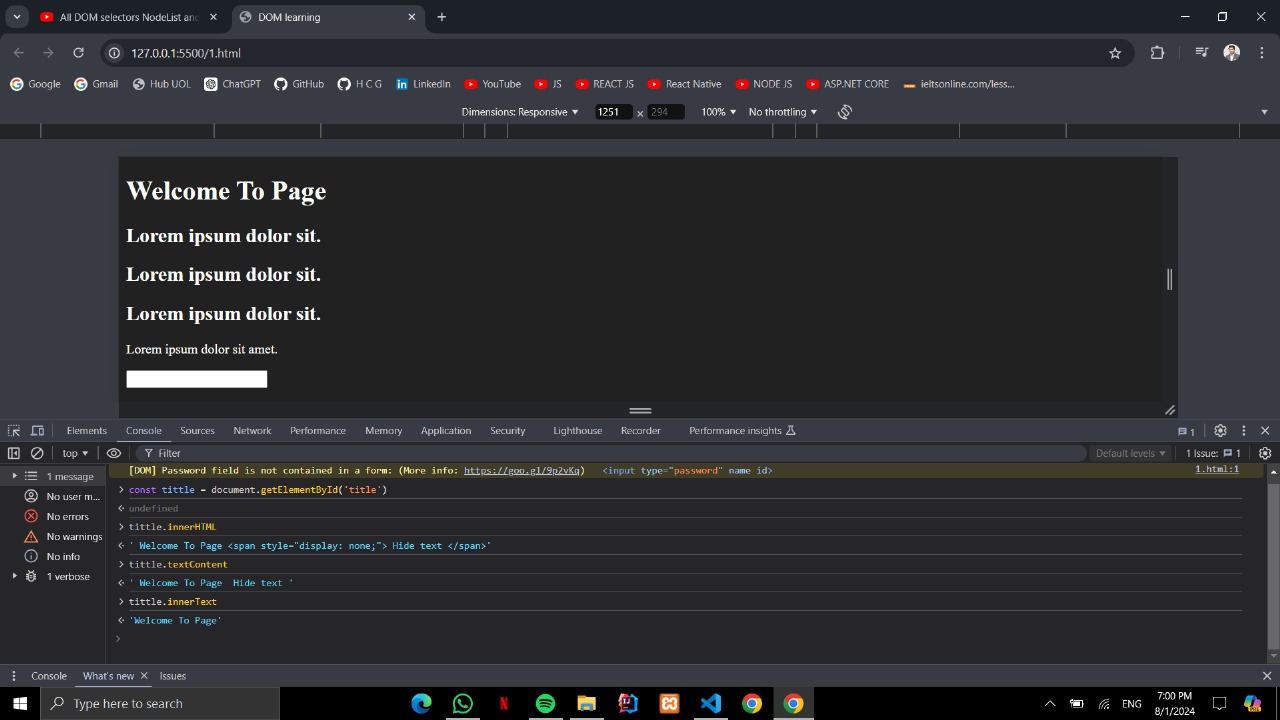 All DOM selectors NodeList and
DOM learning
127.0.0.1:5500/1.html
Google Gmail Hub UOL ChatGPT GitHub H C G LinkedIn YouTube JS REACT JS React Native NODE JS ASP.NET CORE ieltsonline.com/less...
Dimensions: Responsive 1251 x 294 100% No throttling
Welcome To Page
Lorem ipsum dolor sit.
Lorem ipsum dolor sit.
Lorem ipsum dolor sit.
Lorem ipsum dolor sit amet.
Elements Console Sources Network Performance Memory Application Security Lighthouse Recorder Performance insights 1
top Filter Default levels 1 Issue: 1
1 message
No user m...
No errors
No warnings
No info
1 verbose
[DOM] Password field is not contained in a form: (More info: https://goo.gl/9p2vKq) <input type="password" name id> 1.html:1
const tittle = document.getElementById('title')
undefined
tittle.innerHTML
' Welcome To Page <span style="display: none;"> Hide text </span>'
tittle.textContent
' Welcome To Page  Hide text '
tittle.innerText
'Welcome To Page'
Console What's new Issues
Type here to search
ENG
7:00 PM
8/1/2024